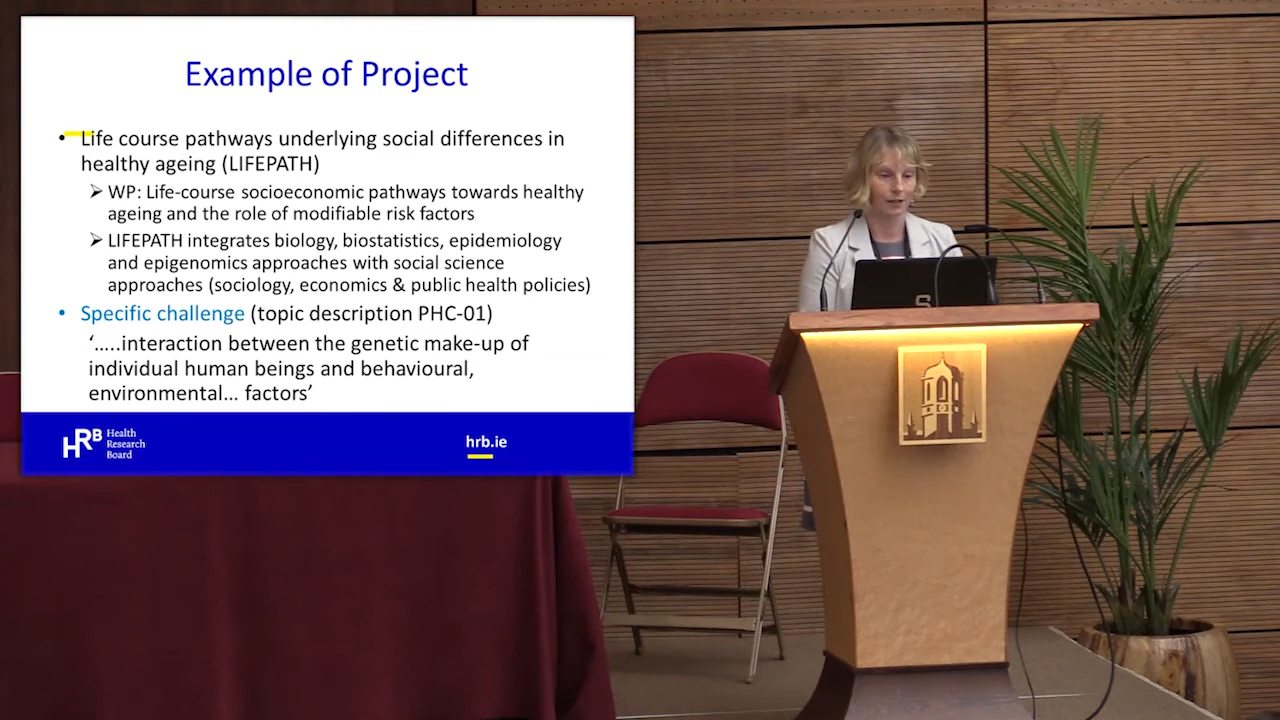 Example of Project
• Life course pathways underlying social differences in
healthy ageing (LIFEPATH)
➢ WP: Life-course socioeconomic pathways towards healthy
ageing and the role of modifiable risk factors
➢ LIFEPATH integrates biology, biostatistics, epidemiology
and epigenomics approaches with social science
approaches (sociology, economics & public health policies)
• Specific challenge (topic description PHC-01)
‘…..interaction between the genetic make-up of
individual human beings and behavioural,
environmental… factors’
HRB Health
Research
Board
hrb.ie